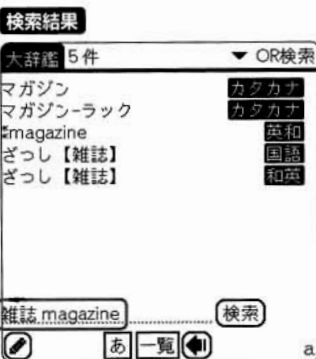 検索結果
大辞鑑 5件 ▼ OR検索
マガジン カタカナ
マガジン-ラック カタカナ
magazine 英和
ざっし【雑誌】 国語
ざっし【雑誌】 和英
雑誌 magazine 検索
あ 一覧 a